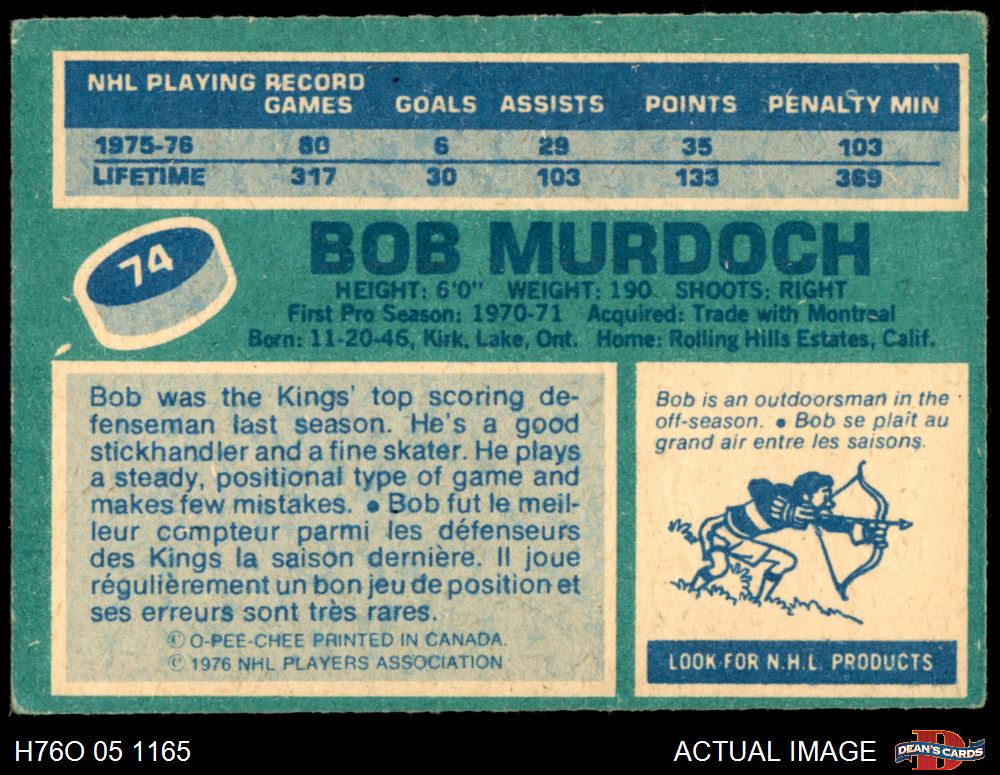 NHL PLAYING RECORD
GAMES GOALS ASSISTS POINTS PENALTY MIN
1975-76 80 6 29 35 103
LIFETIME 317 30 103 133 369
74
BOB MURDOCH
HEIGHT: 6'0" WEIGHT: 190 SHOOTS: RIGHT
First Pro Season: 1970-71 Acquired: Trade with Montreal
Born: 11-20-46, Kirk. Lake, Ont. Home: Rolling Hills Estates, Calif.
Bob was the Kings' top scoring de-
fenseman last season. He's a good
stickhandler and a fine skater. He plays
a steady, positional type of game and
makes few mistakes. ● Bob fut le meil-
leur compteur parmi les défenseurs
des Kings la saison dernière. Il joue
régulièrement un bon jeu de position et
ses erreurs sont très rares.
© O-PEE-CHEE PRINTED IN CANADA.
© 1976 NHL PLAYERS ASSOCIATION
Bob is an outdoorsman in the
off-season. ● Bob se plaît au
grand air entre les saisons.
LOOK FOR N.H.L. PRODUCTS
H76O 05 1165
ACTUAL IMAGE
DEAN'S CARDS